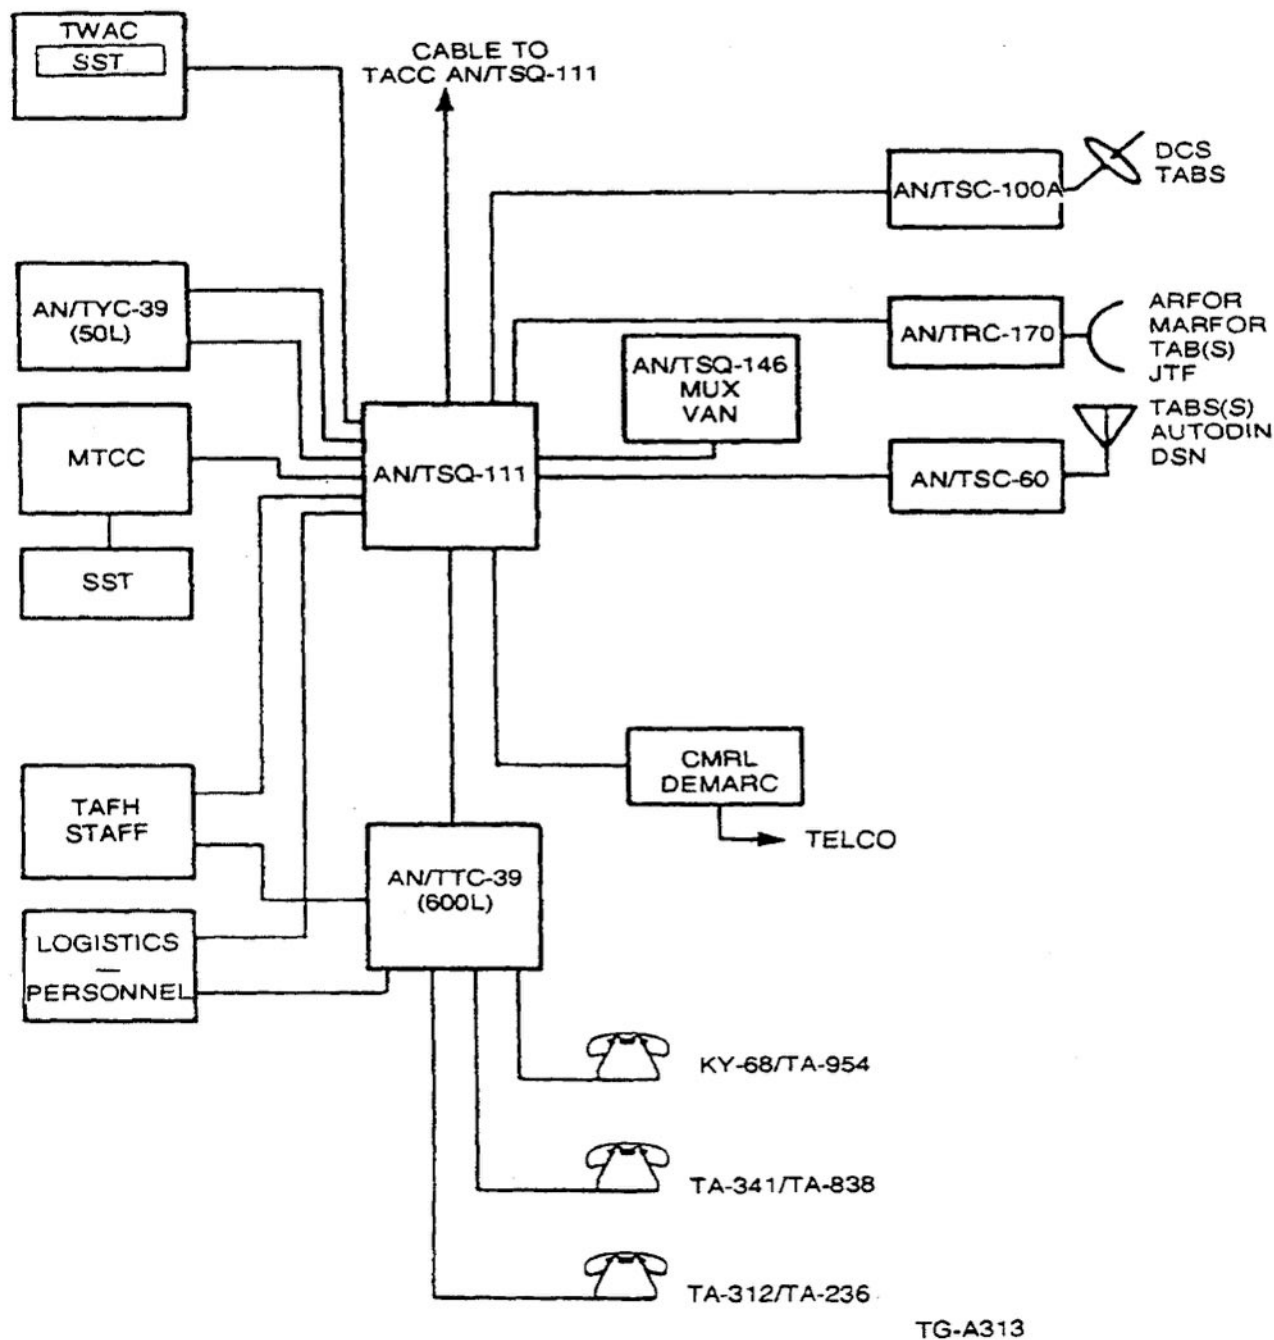 TWAC
SST
CABLE TO
TACC AN/TSQ-111
AN/TSC-100A
DCS
TABS
AN/TYC-39
(50L)
AN/TRC-170
ARFOR
MARFOR
TAB(S)
JTF
AN/TSQ-146
MUX
VAN
MTCC
AN/TSQ-111
AN/TSC-60
TABS(S)
AUTODIN
DSN
SST
CMRL
DEMARC
TELCO
TAFH
STAFF
AN/TTC-39
(600L)
LOGISTICS
—
PERSONNEL
KY-68/TA-954
TA-341/TA-838
TA-312/TA-236
TG-A313